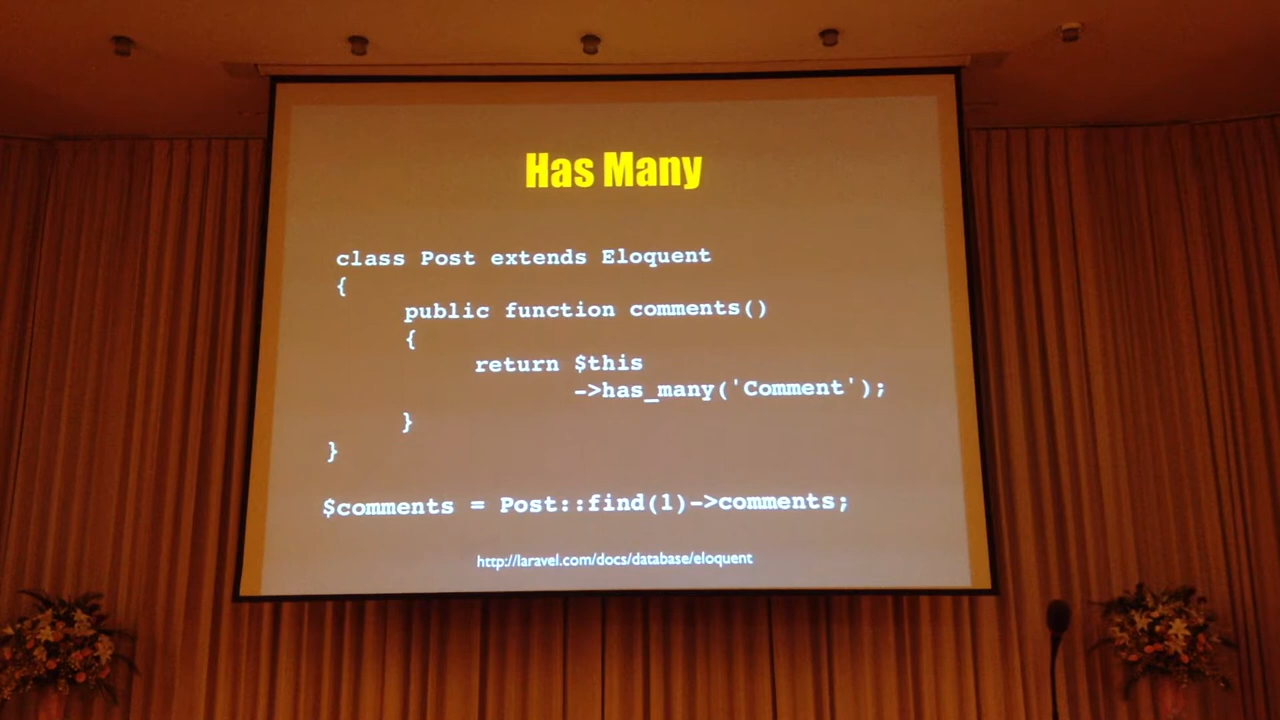 Has Many
class Post extends Eloquent
{
public function comments()
{
return $this
->has_many('Comment');
}
}
$comments = Post::find(1)->comments;
http://laravel.com/docs/database/eloquent